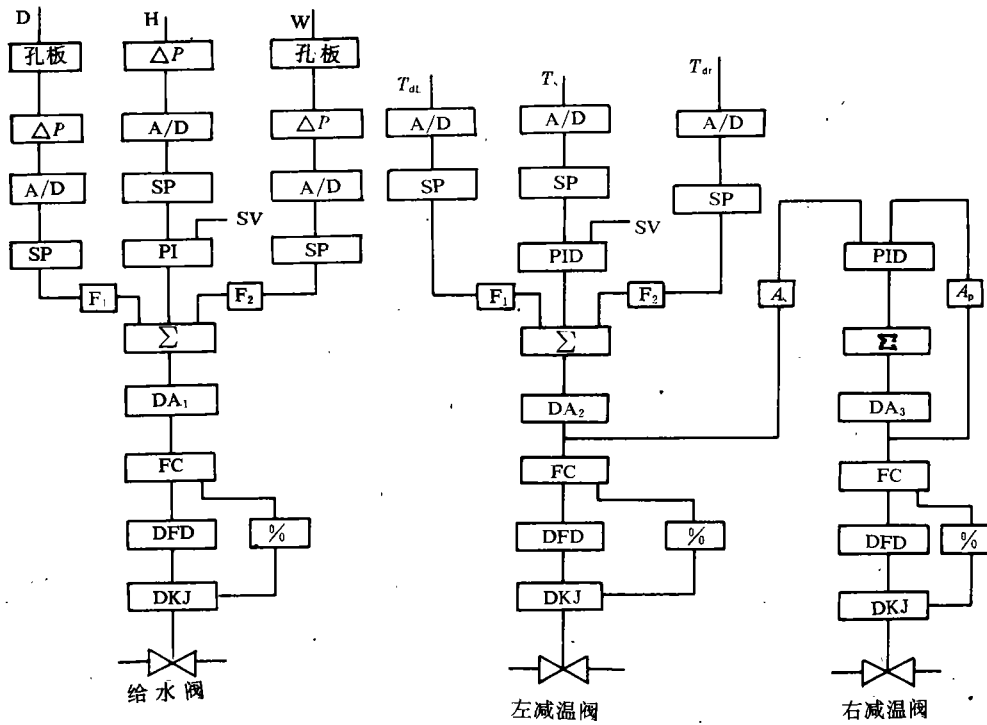 D H W
孔板 △P 孔板
T_dL T_、 T_dr
△P A/D △P
A/D A/D A/D
A/D SP A/D
SP SP SP
SV
SP PI SP
SV
PID PID
F₁ F₂
F₁ F₂
A_s A_p
Σ Σ Σ
DA₁ DA₂ DA₃
FC FC FC
DFD % DFD % DFD %
DKJ DKJ DKJ
给水阀 左减温阀 右减温阀